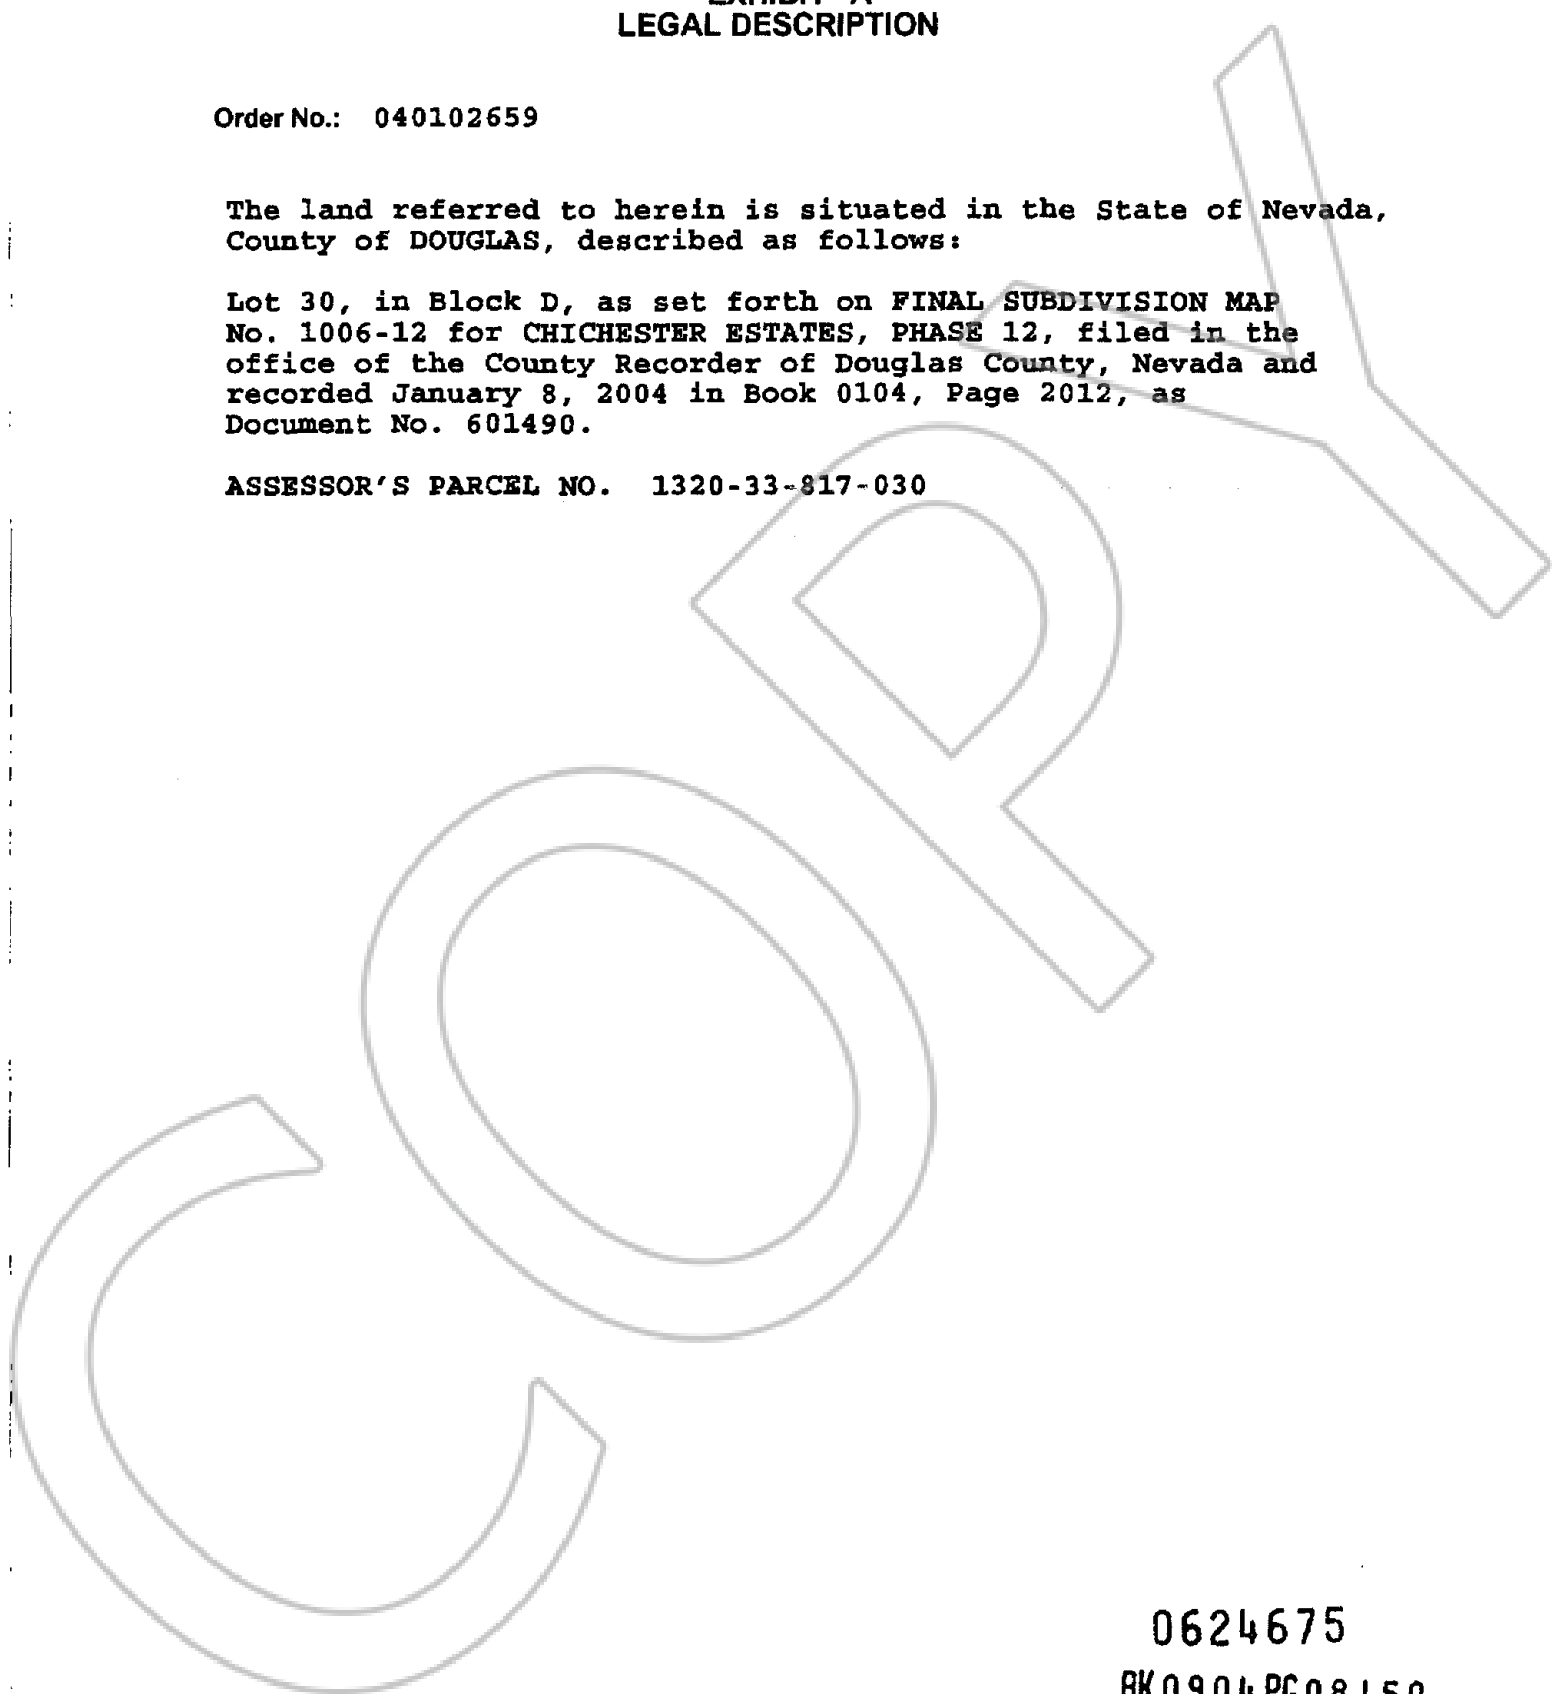 EXHIBIT "A"
LEGAL DESCRIPTION
Order No.: 040102659
The land referred to herein is situated in the State of Nevada,
County of DOUGLAS, described as follows:
Lot 30, in Block D, as set forth on FINAL SUBDIVISION MAP
No. 1006-12 for CHICHESTER ESTATES, PHASE 12, filed in the
office of the County Recorder of Douglas County, Nevada and
recorded January 8, 2004 in Book 0104, Page 2012, as
Document No. 601490.
ASSESSOR'S PARCEL NO. 1320-33-817-030
COPY
0624675
BK0904PG08150